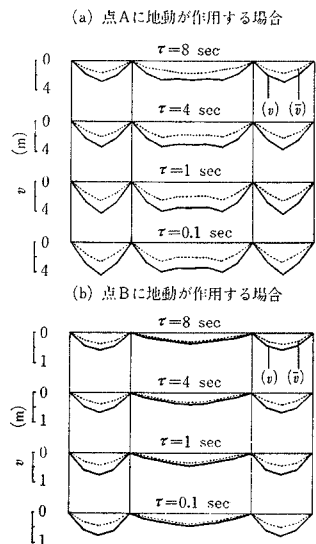 (a) 点Aに地動が作用する場合
τ=8 sec
0
4
(v) (v̄)
τ=4 sec
0
4
(m)
τ=1 sec
0
4
v
τ=0.1 sec
0
4
(b) 点Bに地動が作用する場合
τ=8 sec
0
1
(v) (v̄)
τ=4 sec
0
1
(m)
τ=1 sec
0
1
v
τ=0.1 sec
0
1